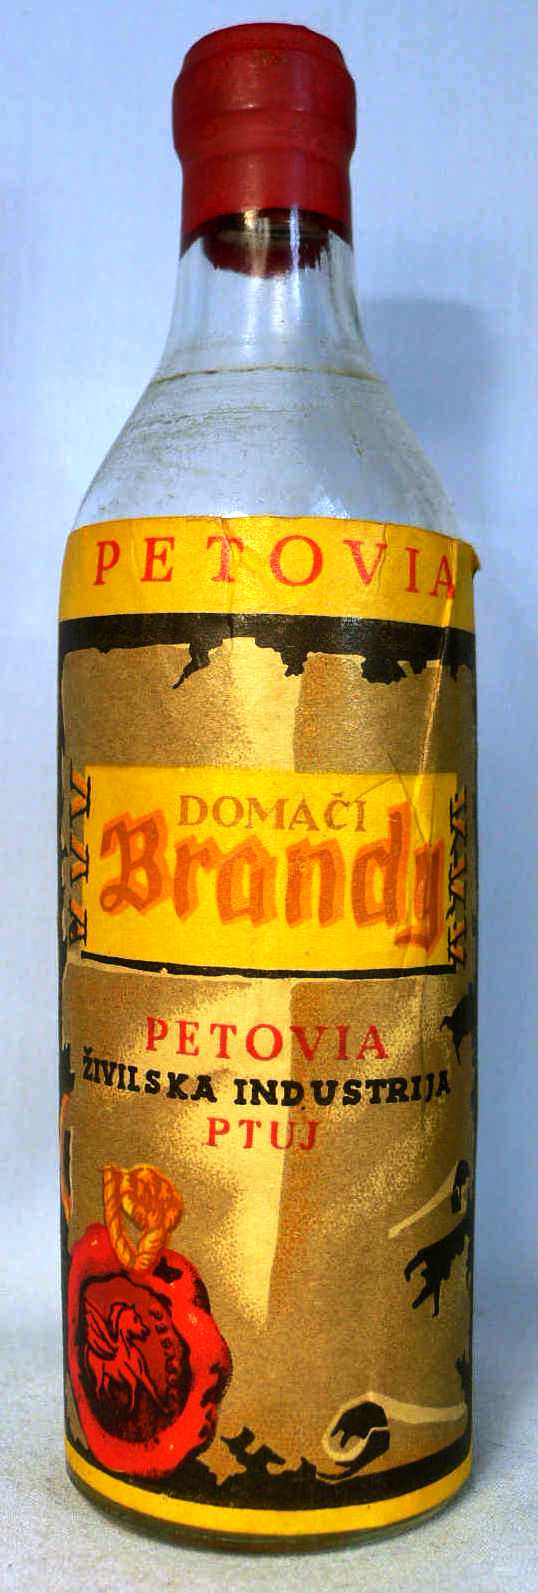 PETOVIA
DOMAČI
Brandy
PETOVIA
ŽIVILSKA INDUSTRIJA
PTUJ